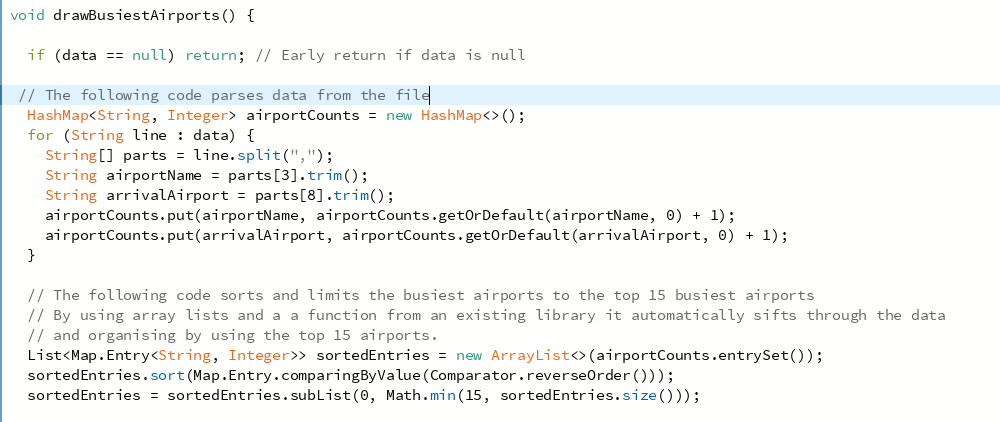 void drawBusiestAirports() {
if (data == null) return; // Early return if data is null
// The following code parses data from the file
HashMap<String, Integer> airportCounts = new HashMap<>();
for (String line : data) {
String[] parts = line.split(",");
String airportName = parts[3].trim();
String arrivalAirport = parts[8].trim();
airportCounts.put(airportName, airportCounts.getOrDefault(airportName, 0) + 1);
airportCounts.put(arrivalAirport, airportCounts.getOrDefault(arrivalAirport, 0) + 1);
}
// The following code sorts and limits the busiest airports to the top 15 busiest airports
// By using array lists and a a function from an existing library it automatically sifts through the data
// and organising by using the top 15 airports.
List<Map.Entry<String, Integer>> sortedEntries = new ArrayList<>(airportCounts.entrySet());
sortedEntries.sort(Map.Entry.comparingByValue(Comparator.reverseOrder()));
sortedEntries = sortedEntries.subList(0, Math.min(15, sortedEntries.size()));